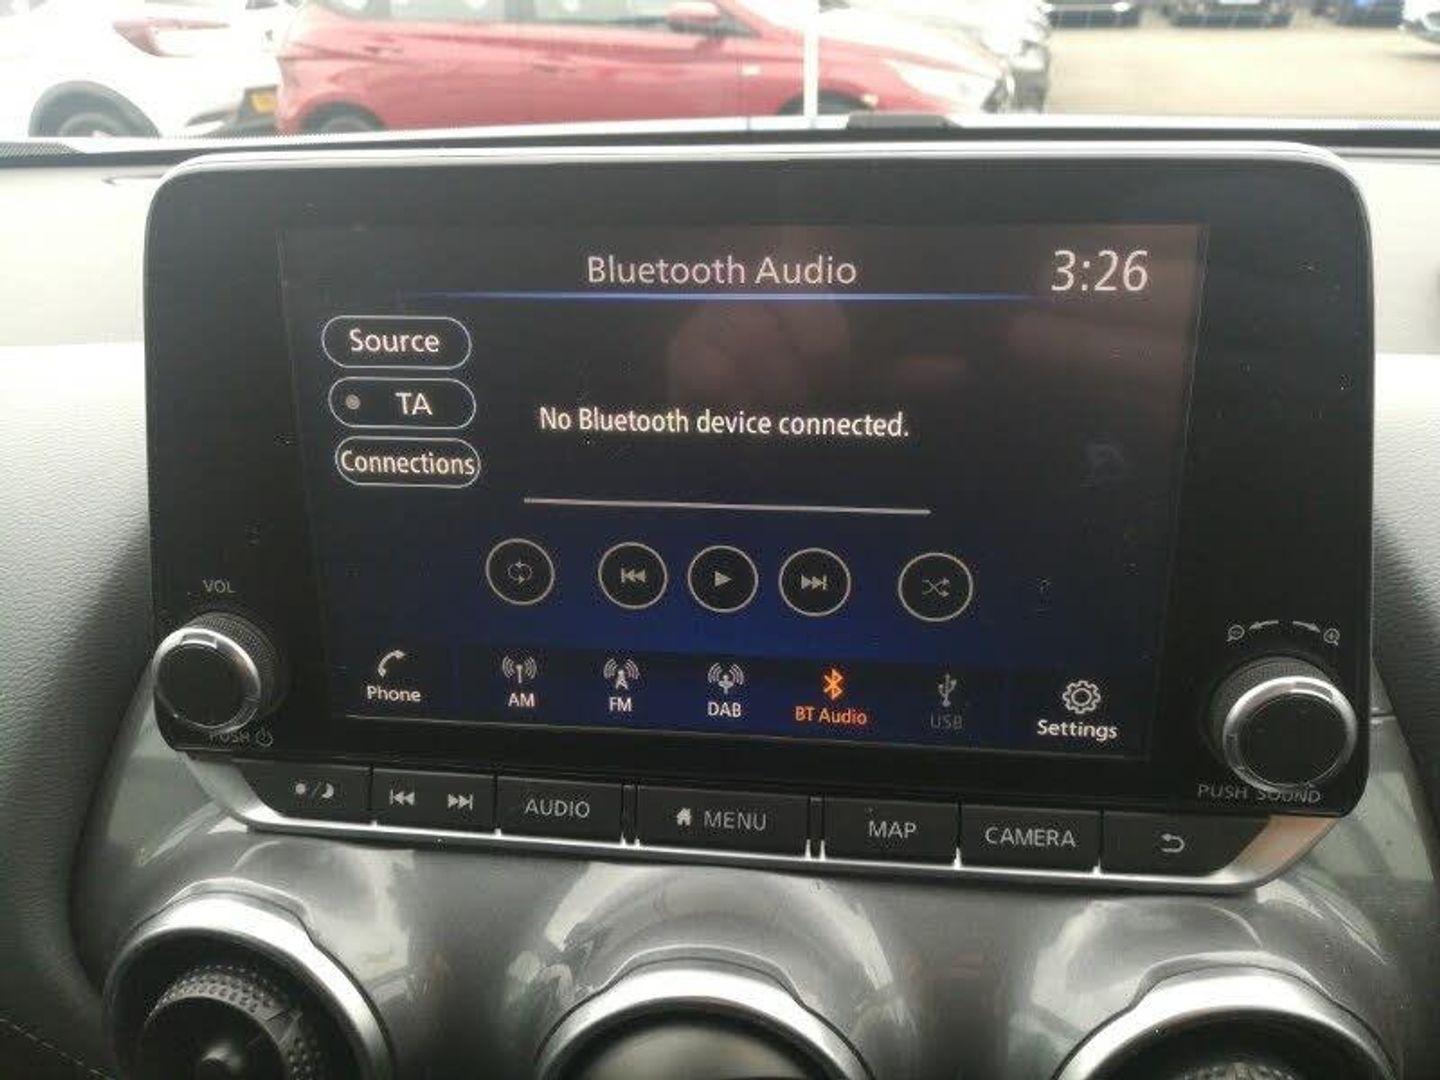 Bluetooth Audio
3:26
Source
TA
Connections
No Bluetooth device connected.
VOL
PUSH
Phone
AM
FM
DAB
BT Audio
USB
Settings
PUSH SOUND
AUDIO
MENU
MAP
CAMERA